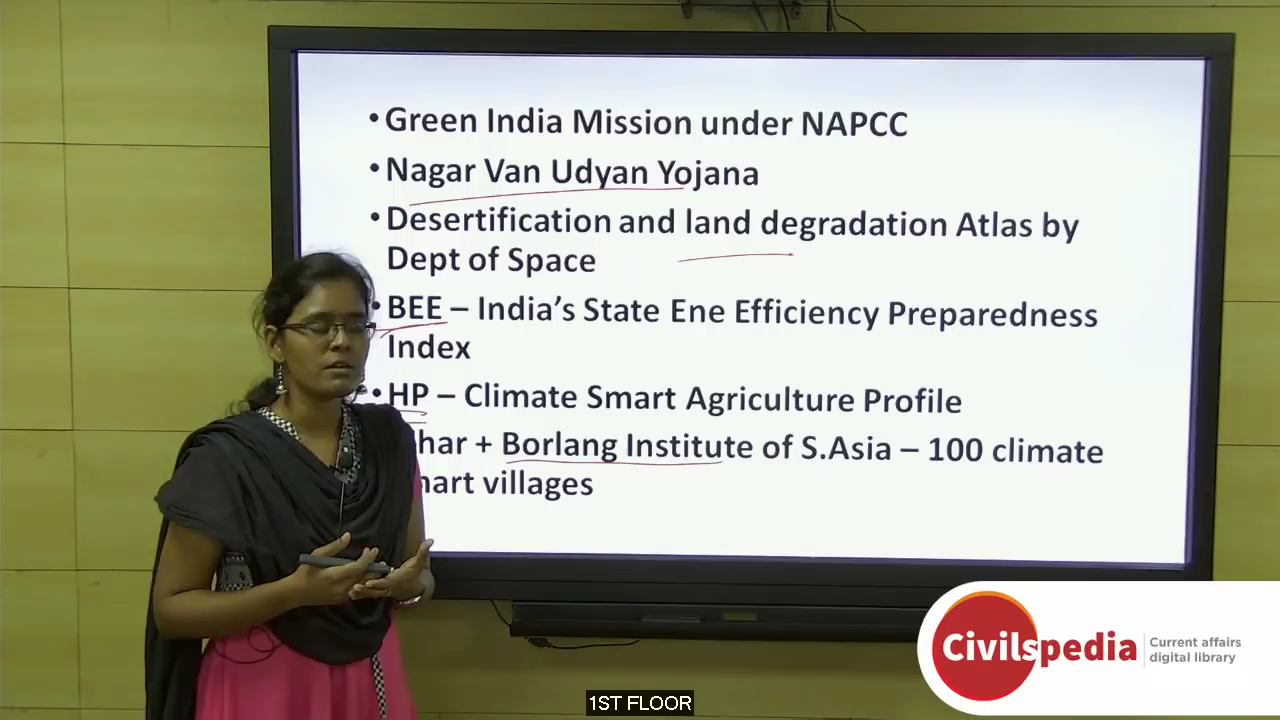 • Green India Mission under NAPCC
• Nagar Van Udyan Yojana
• Desertification and land degradation Atlas by
Dept of Space
• BEE – India's State Ene Efficiency Preparedness
Index
• HP – Climate Smart Agriculture Profile
+ Borlang Institute of S.Asia – 100 climate
villages
Civilspedia
Current affairs
digital library
1ST FLOOR